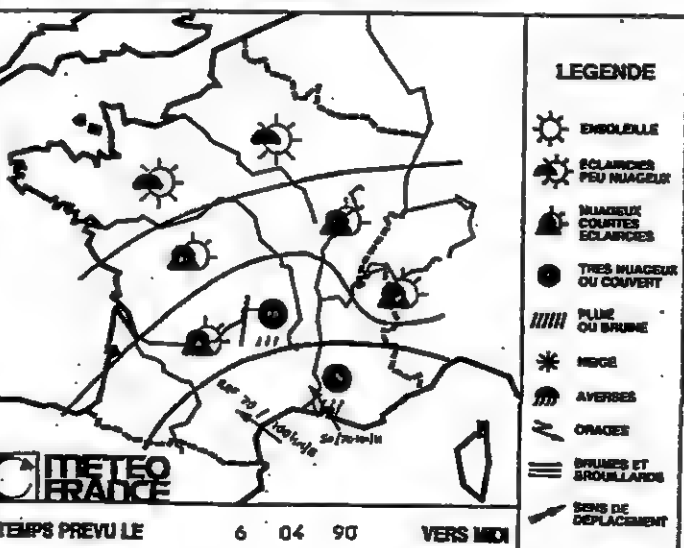 LEGENDE
ENSOLEILLE
ECLAIRCIES
PEU NUAGEUX
NUAGEUX
COURTES
ECLAIRCIES
TRES NUAGEUX
OU COUVERT
PLUIE
OU BRUINE
NEIGE
AVERSES
ORAGES
BRUMES ET
BROUILLARDS
SENS DE
DEPLACEMENT
METEO
FRANCE
TEMPS PREVU LE 6 04 90 VERS MIDI